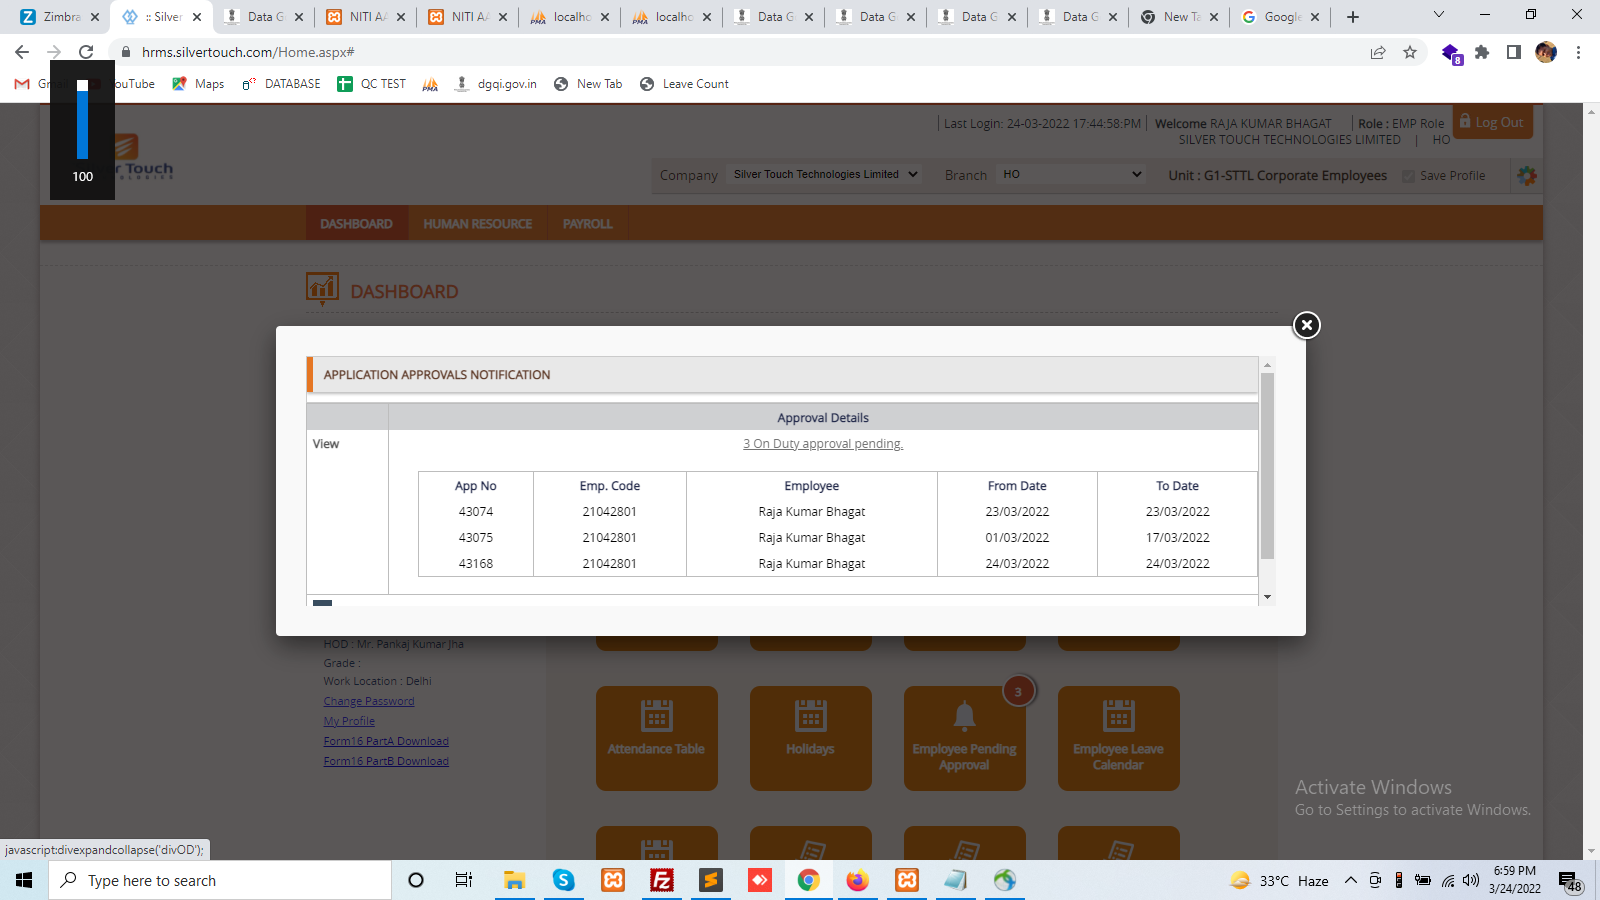 Zimbra
:: Silver
Data G
NITI AA
NITI AA
localho
localho
Data G
Data G
Data G
Data G
New Ta
Google
hrms.silvertouch.com/Home.aspx#
8
Gmail
YouTube
Maps
DATABASE
QC TEST
dgqi.gov.in
New Tab
Leave Count
100
Last Login: 24-03-2022 17:44:58:PM
Welcome RAJA KUMAR BHAGAT
Role : EMP Role
Log Out
SILVER TOUCH TECHNOLOGIES LIMITED | HO
Touch
Company
Silver Touch Technologies Limited
Branch
HO
Unit : G1-STTL Corporate Employees
Save Profile
DASHBOARD
HUMAN RESOURCE
PAYROLL
DASHBOARD
APPLICATION APPROVALS NOTIFICATION
Approval Details
View
3 On Duty approval pending.
App No Emp. Code Employee From Date To Date
43074 21042801 Raja Kumar Bhagat 23/03/2022 23/03/2022
43075 21042801 Raja Kumar Bhagat 01/03/2022 17/03/2022
43168 21042801 Raja Kumar Bhagat 24/03/2022 24/03/2022
HOD : Mr. Pankaj Kumar Jha
Grade :
Work Location : Delhi
Change Password
My Profile
Form16 PartA Download
Form16 PartB Download
3
Attendance Table
Holidays
Employee Pending
Approval
Employee Leave
Calendar
Activate Windows
Go to Settings to activate Windows.
javascript:divexpandcollapse('divOD');
Type here to search
33°C Haze
6:59 PM
3/24/2022
48